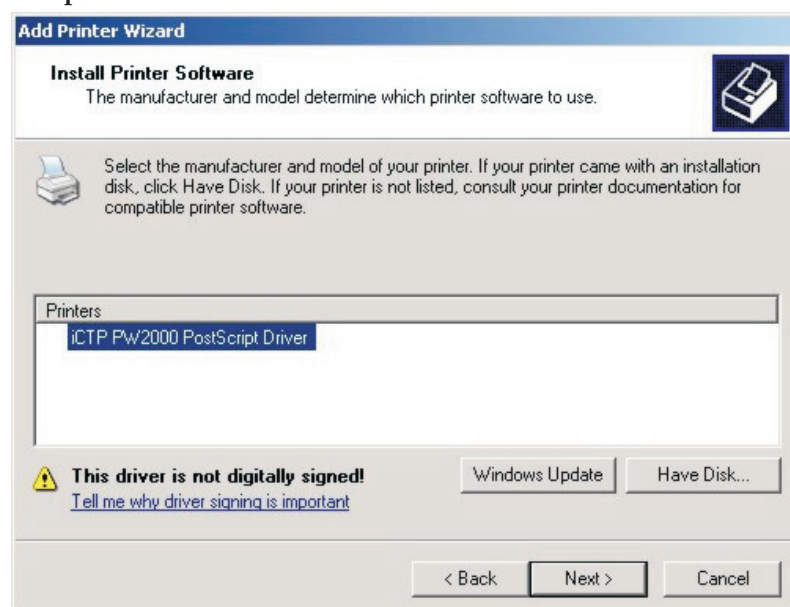 Add Printer Wizard
Install Printer Software
The manufacturer and model determine which printer software to use.
Select the manufacturer and model of your printer. If your printer came with an installation
disk, click Have Disk. If your printer is not listed, consult your printer documentation for
compatible printer software.
Printers
iCTP PW2000 PostScript Driver
This driver is not digitally signed!
Tell me why driver signing is important
Windows Update
Have Disk...
< Back
Next >
Cancel